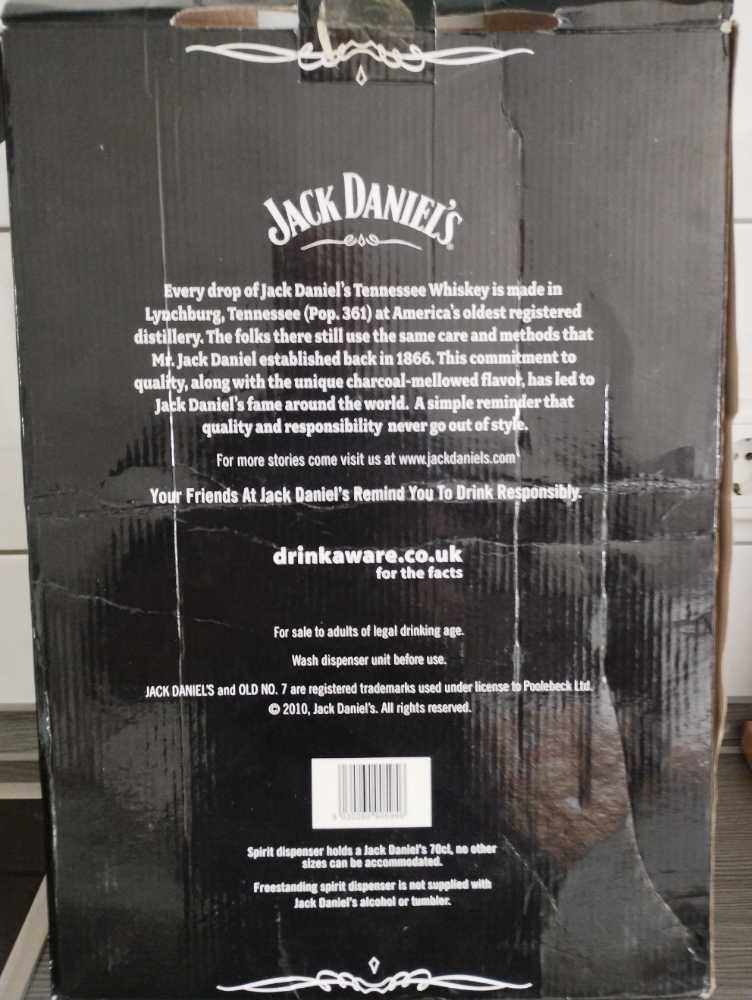 JACK DANIEL'S
Every drop of Jack Daniel's Tennessee Whiskey is made in
Lynchburg, Tennessee (Pop. 361) at America's oldest registered
distillery. The folks there still use the same care and methods that
Mr. Jack Daniel established back in 1866. This commitment to
quality, along with the unique charcoal-mellowed flavor, has led to
Jack Daniel's fame around the world. A simple reminder that
quality and responsibility never go out of style.
For more stories come visit us at www.jackdaniels.com
Your Friends At Jack Daniel's Remind You To Drink Responsibly.
drinkaware.co.uk
for the facts
For sale to adults of legal drinking age.
Wash dispenser unit before use.
JACK DANIEL'S and OLD NO. 7 are registered trademarks used under license to Poolebeck Ltd.
© 2010, Jack Daniel's. All rights reserved.
Spirit dispenser holds a Jack Daniel's 70cl, no other
sizes can be accommodated.
Freestanding spirit dispenser is not supplied with
Jack Daniel's alcohol or tumbler.